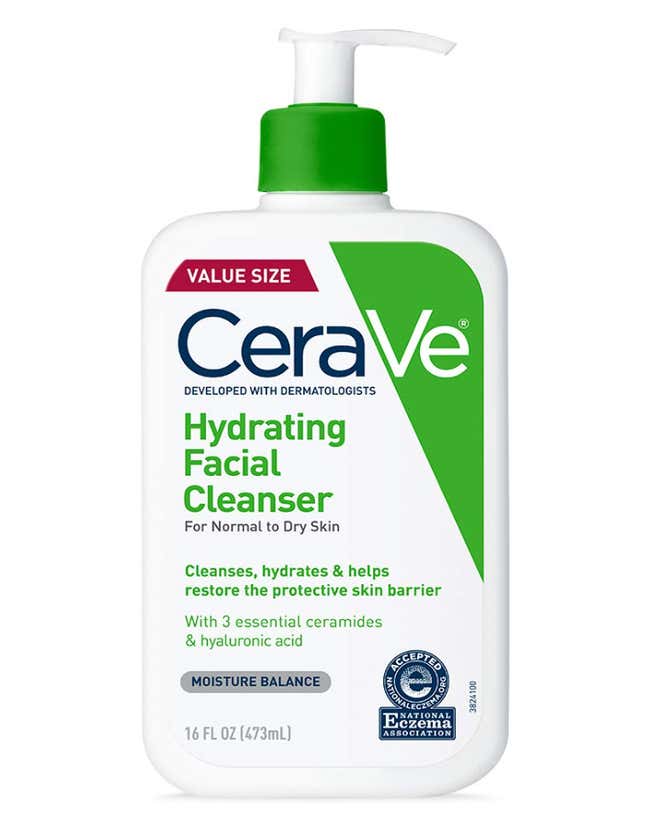 VALUE SIZE
CeraVe®
DEVELOPED WITH DERMATOLOGISTS
Hydrating
Facial
Cleanser
For Normal to Dry Skin
Cleanses, hydrates & helps
restore the protective skin barrier
With 3 essential ceramides
& hyaluronic acid
MOISTURE BALANCE
16 FL OZ (473mL)
ACCEPTED
NATIONALECZEMA.ORG
e
NATIONAL
Eczema
ASSOCIATION
3824100